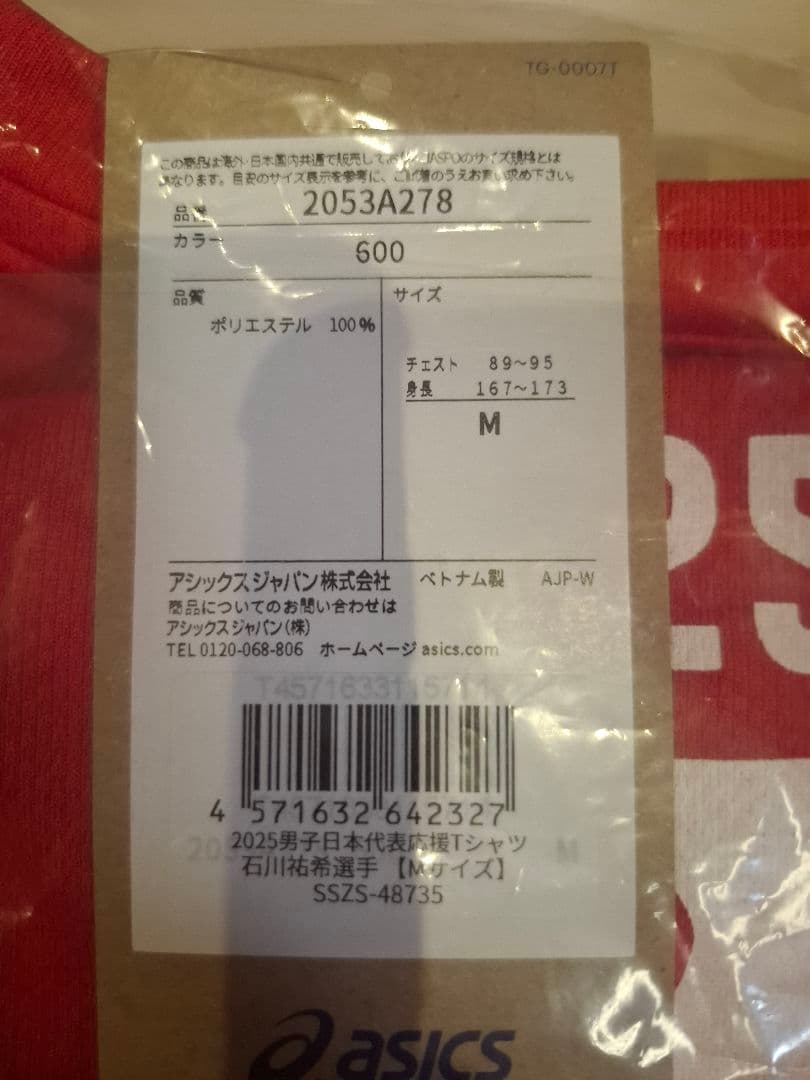 TG-0007T
この商品は海外・日本国内共通で販売しており、JASPOのサイズ規格とは
異なります。目安のサイズ表示を参考に、ご試着のうえお買い求め下さい。
品番 2053A278
カラー 600
品質
ポリエステル 100%
サイズ
チェスト 89~95
身長 167~173
M
アシックスジャパン株式会社 ベトナム製 AJP-W
商品についてのお問い合わせは
アシックスジャパン(株)
TEL 0120-068-806 ホームページ asics.com
4 571632 642327
2025男子日本代表応援Tシャツ
石川祐希選手 【Mサイズ】
SSZS-48735
asics
25